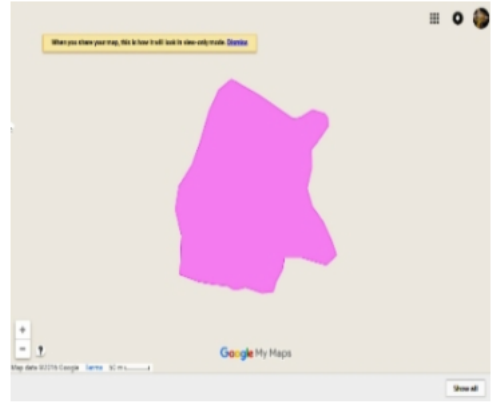 When you share your map, this is how it will look in view-only mode. Dismiss
+
−
Google My Maps
Map data ©2016 Google Terms 50 m
Show all